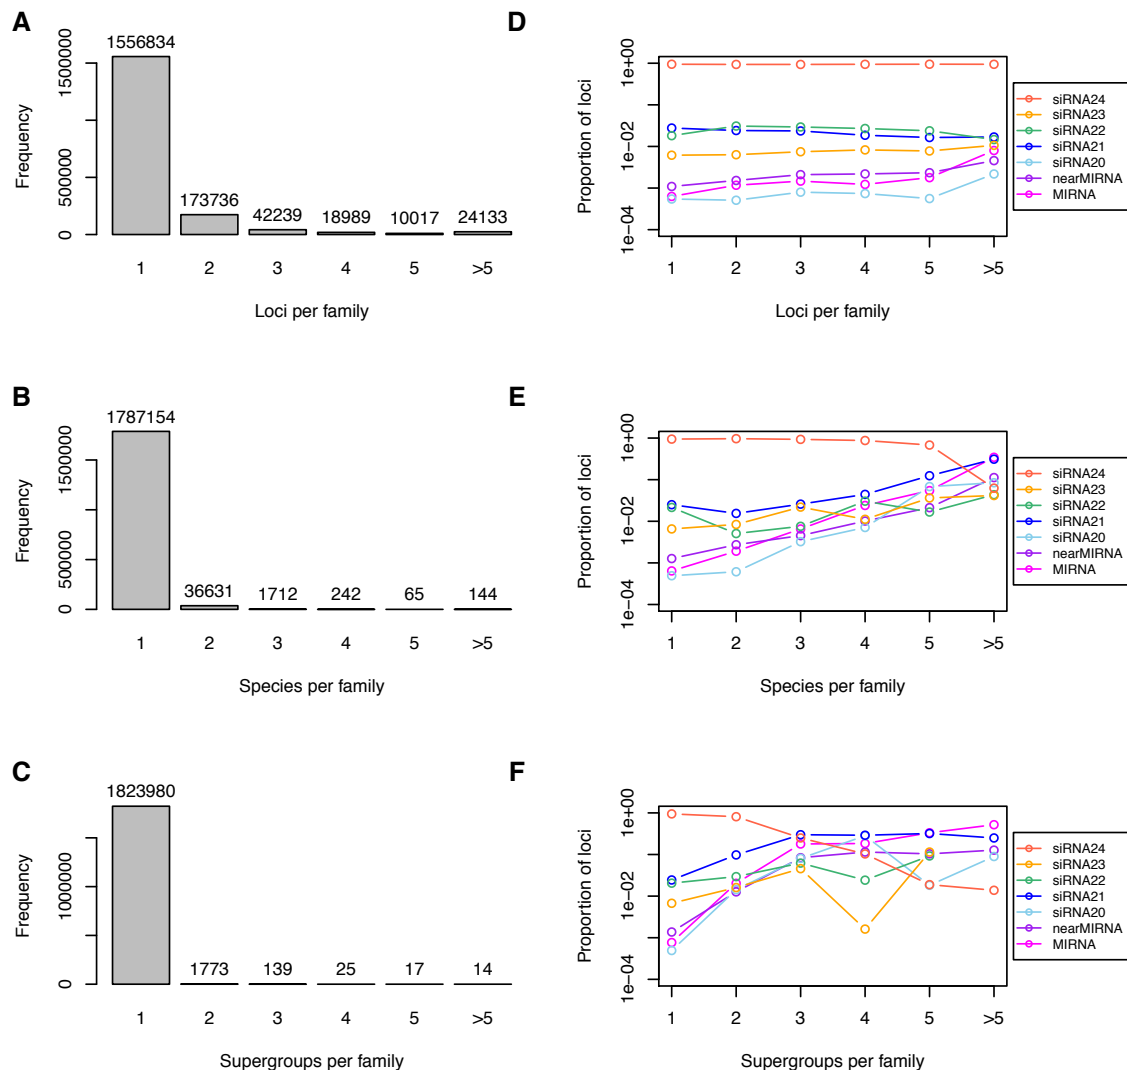 A
1556834
173736
42239
18989
10017
24133
0
500000
1500000
Frequency
1
2
3
4
5
>5
Loci per family
D
1e+00
1e−02
1e−04
Proportion of loci
1
2
3
4
5
>5
Loci per family
siRNA24
siRNA23
siRNA22
siRNA21
siRNA20
nearMIRNA
MIRNA
B
1787154
36631
1712
242
65
144
0
500000
1500000
Frequency
1
2
3
4
5
>5
Species per family
E
1e+00
1e−02
1e−04
Proportion of loci
1
2
3
4
5
>5
Species per family
siRNA24
siRNA23
siRNA22
siRNA21
siRNA20
nearMIRNA
MIRNA
C
1823980
1773
139
25
17
14
0
1000000
Frequency
1
2
3
4
5
>5
Supergroups per family
F
1e+00
1e−02
1e−04
Proportion of loci
1
2
3
4
5
>5
Supergroups per family
siRNA24
siRNA23
siRNA22
siRNA21
siRNA20
nearMIRNA
MIRNA